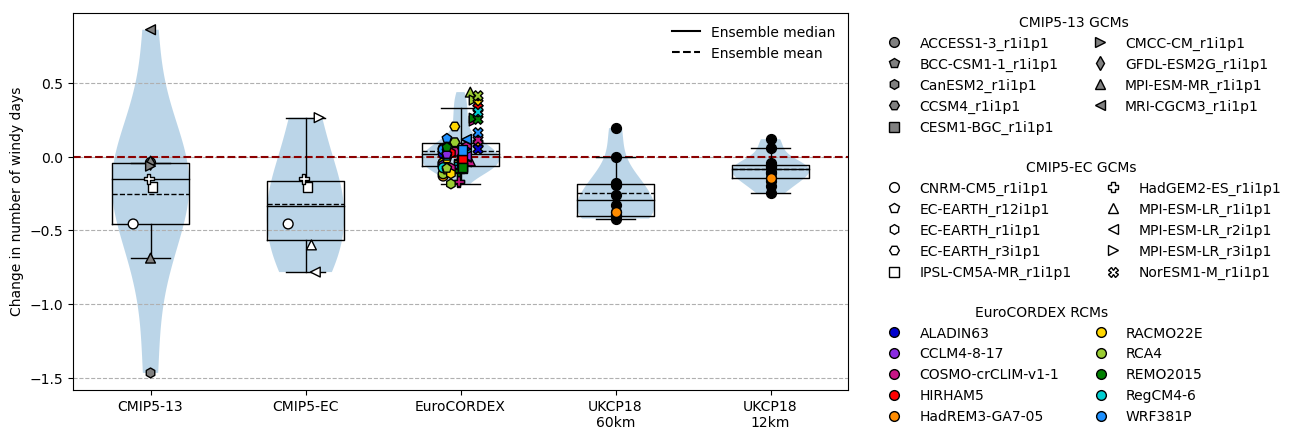 Change in number of windy days
0.5
0.0
−0.5
−1.0
−1.5
CMIP5-13
CMIP5-EC
EuroCORDEX
UKCP18
60km
UKCP18
12km
Ensemble median
Ensemble mean
CMIP5-13 GCMs
ACCESS1-3_r1i1p1
BCC-CSM1-1_r1i1p1
CanESM2_r1i1p1
CCSM4_r1i1p1
CESM1-BGC_r1i1p1
CMCC-CM_r1i1p1
GFDL-ESM2G_r1i1p1
MPI-ESM-MR_r1i1p1
MRI-CGCM3_r1i1p1
CMIP5-EC GCMs
CNRM-CM5_r1i1p1
EC-EARTH_r12i1p1
EC-EARTH_r1i1p1
EC-EARTH_r3i1p1
IPSL-CM5A-MR_r1i1p1
HadGEM2-ES_r1i1p1
MPI-ESM-LR_r1i1p1
MPI-ESM-LR_r2i1p1
MPI-ESM-LR_r3i1p1
NorESM1-M_r1i1p1
EuroCORDEX RCMs
ALADIN63
CCLM4-8-17
COSMO-crCLIM-v1-1
HIRHAM5
HadREM3-GA7-05
RACMO22E
RCA4
REMO2015
RegCM4-6
WRF381P